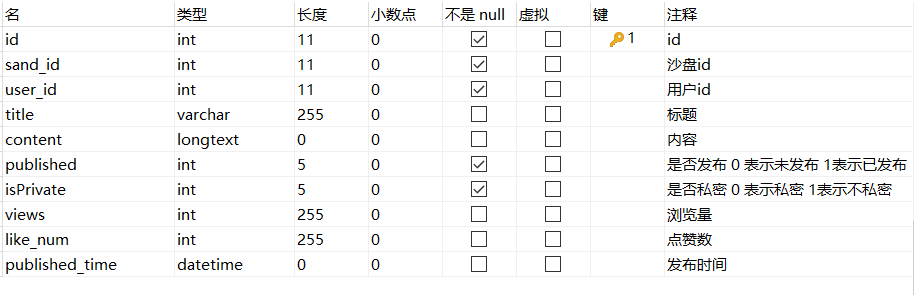 名 类型 长度 小数点 不是 null 虚拟 键 注释
id int 11 0 1 id
sand_id int 11 0 沙盘id
user_id int 11 0 用户id
title varchar 255 0 标题
content longtext 0 0 内容
published int 5 0 是否发布 0 表示未发布 1表示已发布
isPrivate int 5 0 是否私密 0 表示私密 1表示不私密
views int 255 0 浏览量
like_num int 255 0 点赞数
published_time datetime 0 0 发布时间